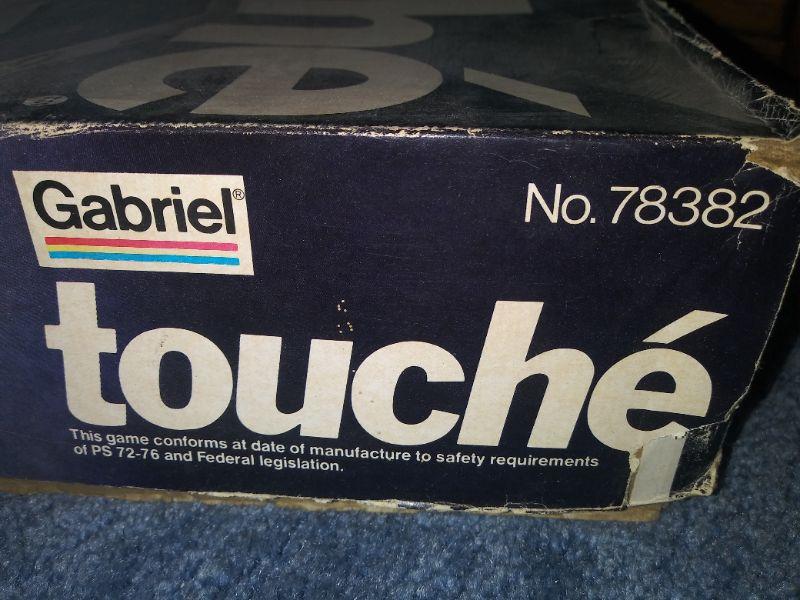 Gabriel®
No. 78382
touché
This game conforms at date of manufacture to safety requirements
of PS 72-76 and Federal legislation.